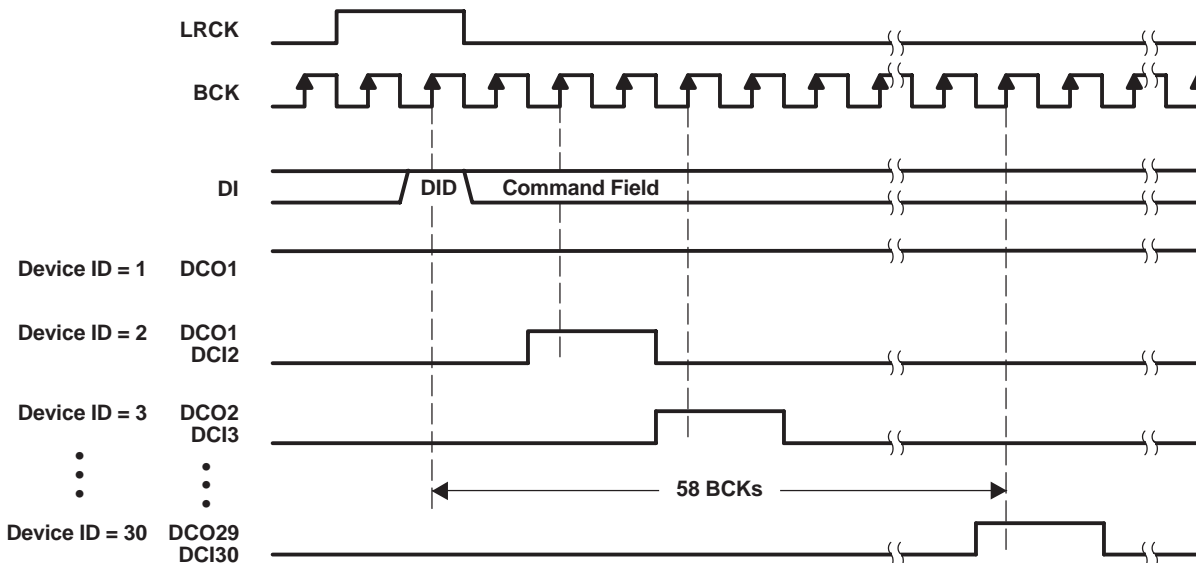 LRCK
BCK
DI
DID
Command Field
Device ID = 1
DCO1
Device ID = 2
DCO1
DCI2
Device ID = 3
DCO2
DCI3
58 BCKs
Device ID = 30
DCO29
DCI30